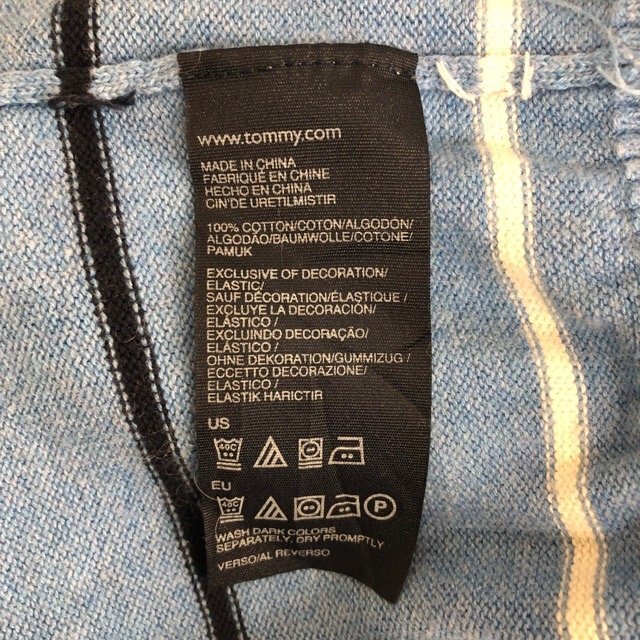 www.tommy.com
MADE IN CHINA
FABRIQUÉ EN CHINE
HECHO EN CHINA
CIN'DE URETILMISTIR
100% COTTON/COTON/ALGODÓN/
ALGODÃO/BAUMWOLLE/COTONE/
PAMUK
EXCLUSIVE OF DECORATION/
ELASTIC/
SAUF DÉCORATION/ÉLASTIQUE /
EXCLUYE LA DECORACIÓN/
ELÁSTICO /
EXCLUINDO DECORAÇÃO/
ELÁSTICO /
OHNE DEKORATION/GUMMIZUG /
ECCETTO DECORAZIONE/
ELASTICO /
ELASTIK HARICTIR
US
40C
EU
40C P
WASH DARK COLORS
SEPARATELY, DRY PROMPTLY
VERSO/AL REVERSO